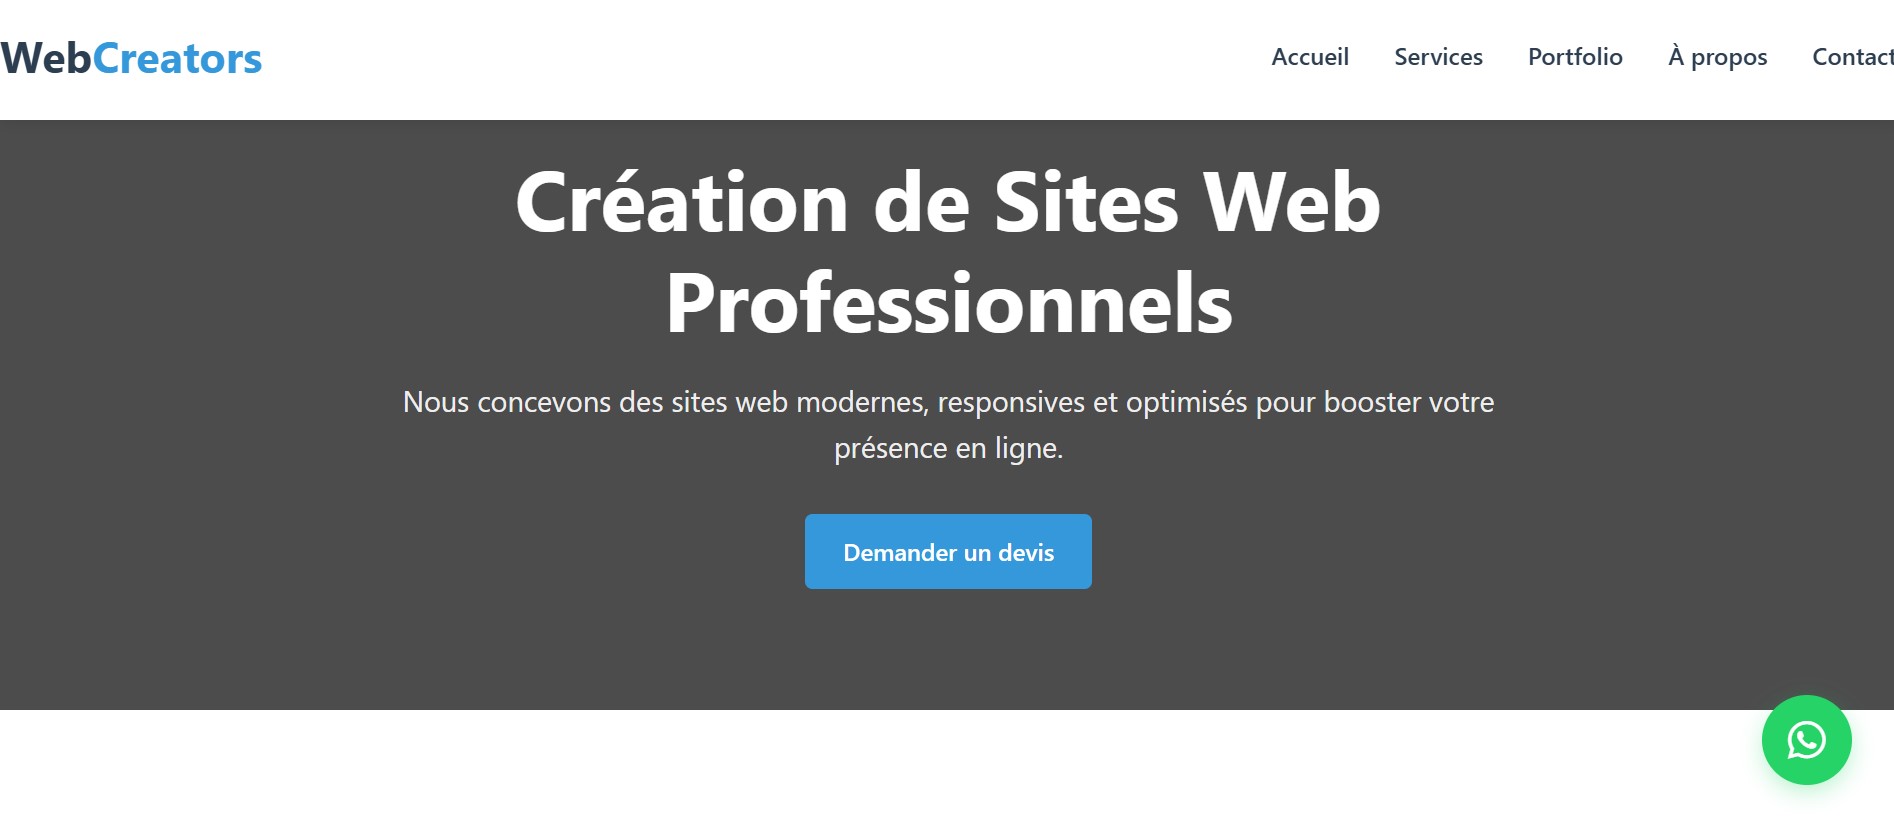 WebCreators
Accueil Services Portfolio À propos Contact
Création de Sites Web
Professionnels
Nous concevons des sites web modernes, responsives et optimisés pour booster votre
présence en ligne.
Demander un devis